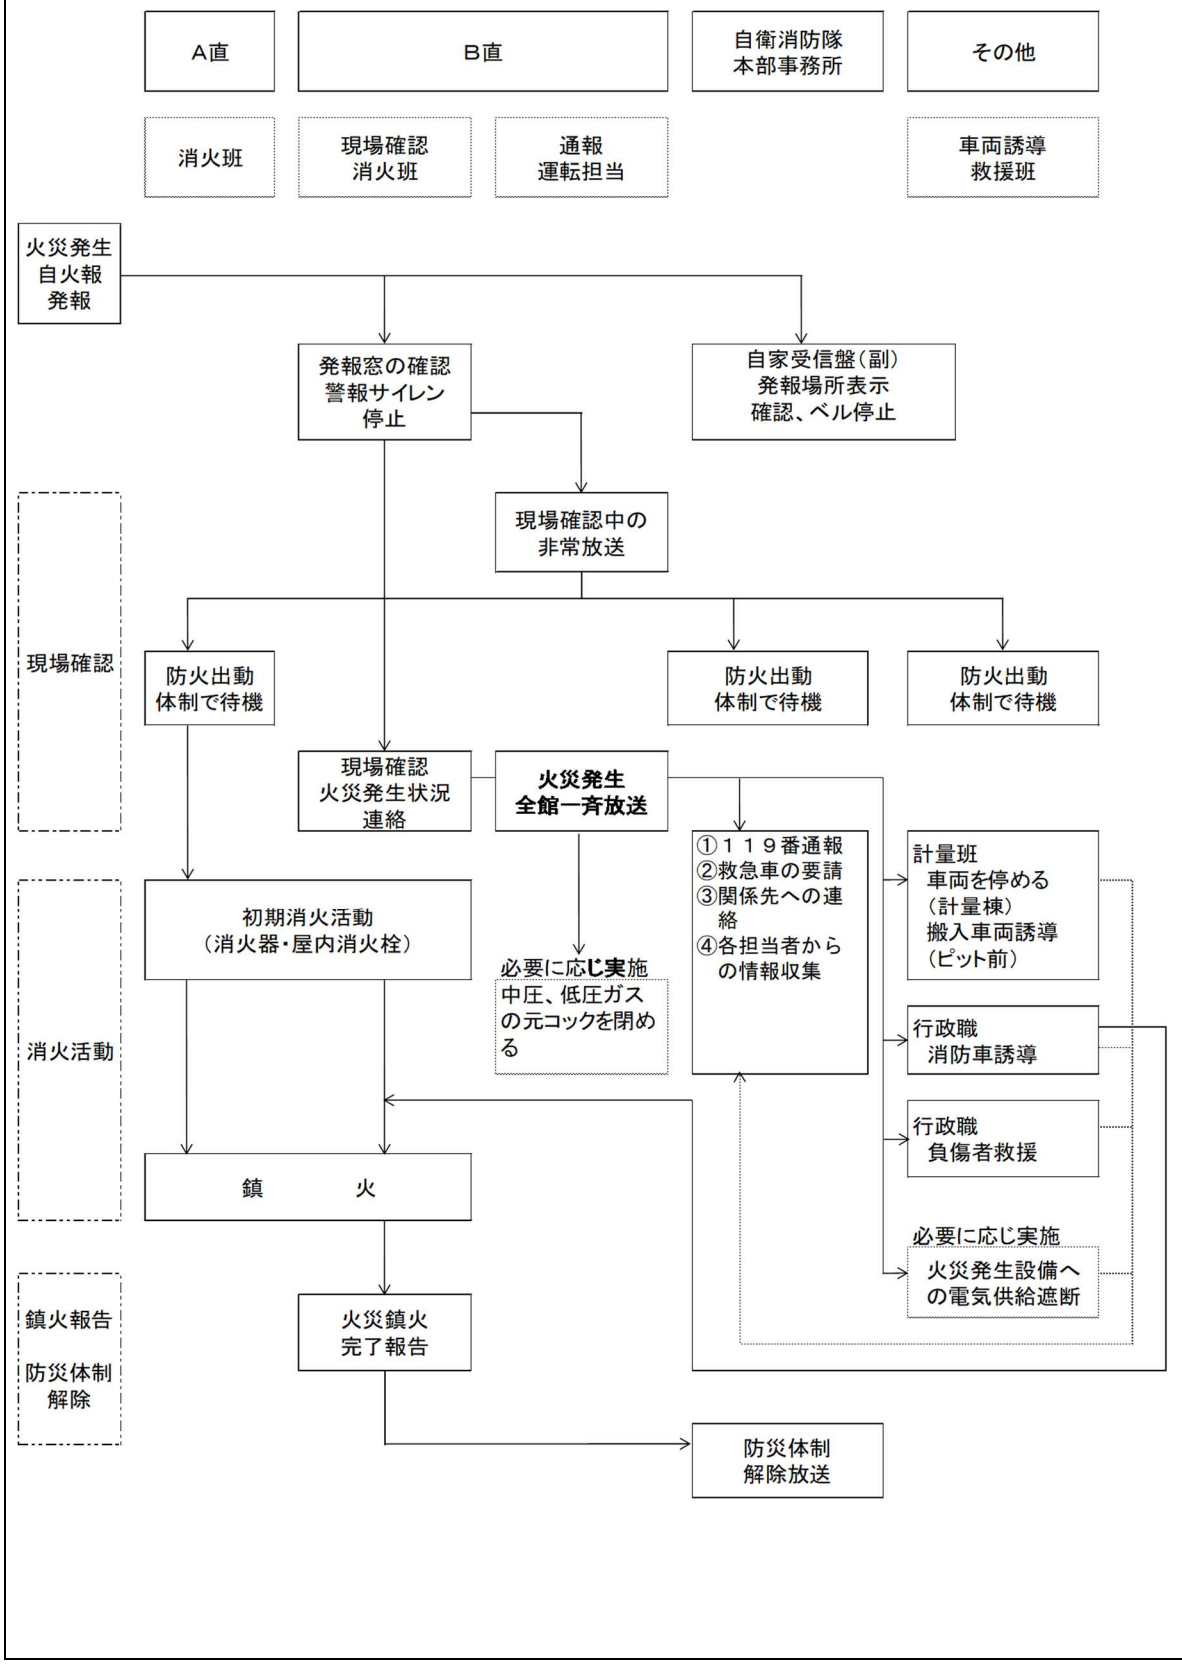 A直
B直
自衛消防隊
本部事務所
その他
消火班
現場確認
消火班
通報
運転担当
車両誘導
救援班
火災発生
自火報
発報
発報窓の確認
警報サイレン
停止
自家受信盤(副)
発報場所表示
確認、ベル停止
現場確認中の
非常放送
現場確認
防火出動
体制で待機
防火出動
体制で待機
防火出動
体制で待機
現場確認
火災発生状況
連絡
火災発生
全館一斉放送
①119番通報
②救急車の要請
③関係先への連
絡
④各担当者から
の情報収集
計量班
車両を停める
(計量棟)
搬入車両誘導
(ピット前)
初期消火活動
(消火器・屋内消火栓)
必要に応じ実施
中圧、低圧ガス
の元コックを閉め
る
消火活動
行政職
消防車誘導
行政職
負傷者救援
鎮 火
必要に応じ実施
火災発生設備へ
の電気供給遮断
鎮火報告
防災体制
解除
火災鎮火
完了報告
防災体制
解除放送